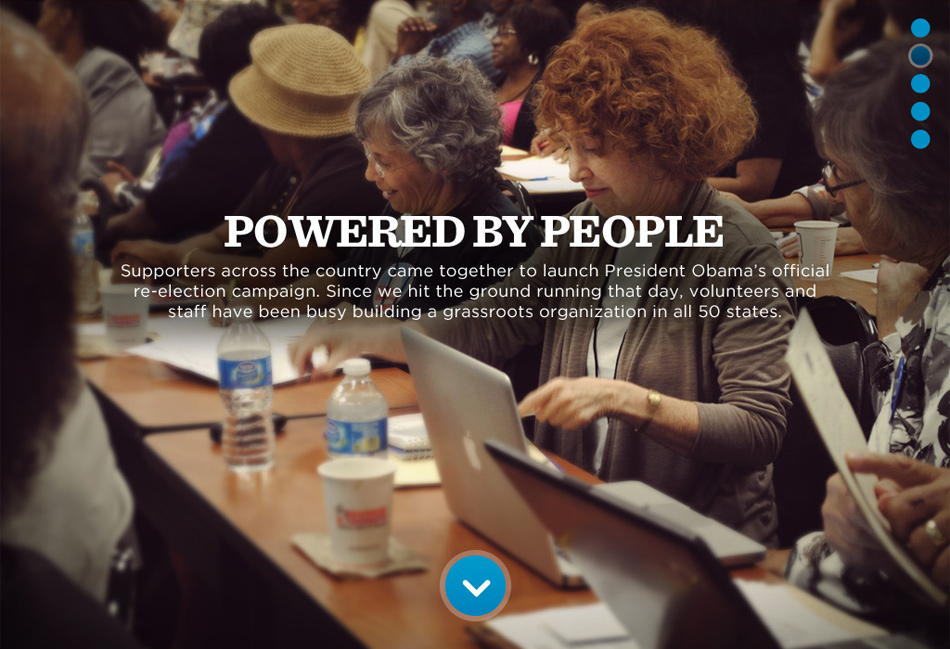 POWERED BY PEOPLE
Supporters across the country came together to launch President Obama’s official
re-election campaign. Since we hit the ground running that day, volunteers and
staff have been busy building a grassroots organization in all 50 states.